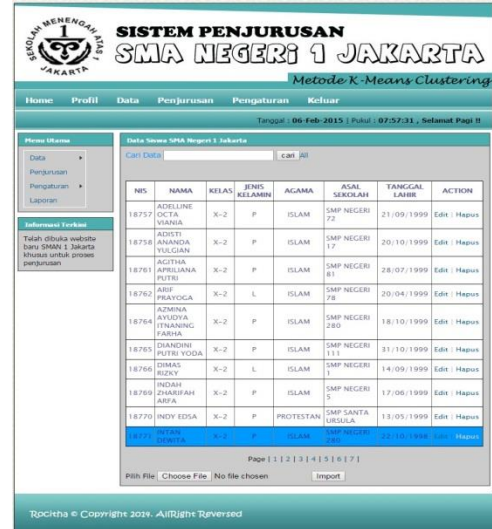 SEKOLAH MENENGAH ATAS
JAKARTA
SISTEM PENJURUSAN
SMA NEGERI 1 JAKARTA
Metode K-Means Clustering
Home Profil Data Penjurusan Pengaturan Keluar
Tanggal : 06-Feb-2015 | Pukul : 07:57:31 , Selamat Pagi !!
Menu Utama
Data
Penjurusan
Pengaturan
Laporan
Informasi Terkini
Telah dibuka website
baru SMAN 1 Jakarta
khusus untuk proses
penjurusan
Data Siswa SMA Negeri 1 Jakarta
Cari Data cari All
NIS NAMA KELAS JENIS KELAMIN AGAMA ASAL SEKOLAH TANGGAL LAHIR ACTION
18757 ADELLINE OCTA VIANIA X-2 P ISLAM SMP NEGERI 72 21/09/1999 Edit | Hapus
18758 ADISTI ANANDA YULGIAN X-2 P ISLAM SMP NEGERI 17 20/10/1999 Edit | Hapus
18761 AGITHA APRILIANA PUTRI X-2 P ISLAM SMP NEGERI 81 28/07/1999 Edit | Hapus
18762 ARIF PRAYOGA X-2 L ISLAM SMP NEGERI 78 20/04/1999 Edit | Hapus
18764 AZMINA AYUDYA ITNANING FARHA X-2 P ISLAM SMP NEGERI 280 18/10/1999 Edit | Hapus
18765 DIANDINI PUTRI YODA X-2 P ISLAM SMP NEGERI 111 31/10/1999 Edit | Hapus
18766 DIMAS RIZKY X-2 L ISLAM SMP NEGERI 1 14/09/1999 Edit | Hapus
18769 INDAH ZHARIFAH ARFA X-2 P ISLAM SMP NEGERI 5 17/06/1999 Edit | Hapus
18770 INDY EDSA X-2 P PROTESTAN SMP SANTA URSULA 13/05/1999 Edit | Hapus
18771 INTAN DEWITA X-2 P ISLAM SMP NEGERI 280 22/10/1998 Edit | Hapus
Page | 1 | 2 | 3 | 4 | 5 | 6 | 7 |
Pilih File Choose File No file chosen Import
Rocitha © Copyright 2014. AllRight Reversed